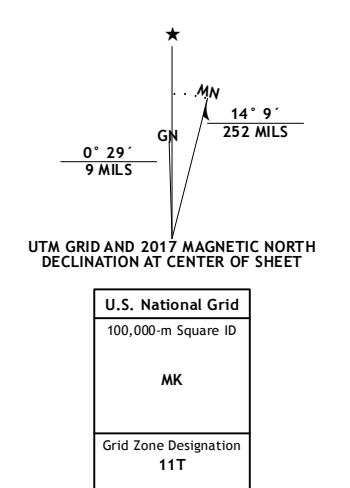 ★
MN
14° 9´
252 MILS
GN
0° 29´
9 MILS
UTM GRID AND 2017 MAGNETIC NORTH
DECLINATION AT CENTER OF SHEET
U.S. National Grid
100,000-m Square ID
MK
Grid Zone Designation
11T